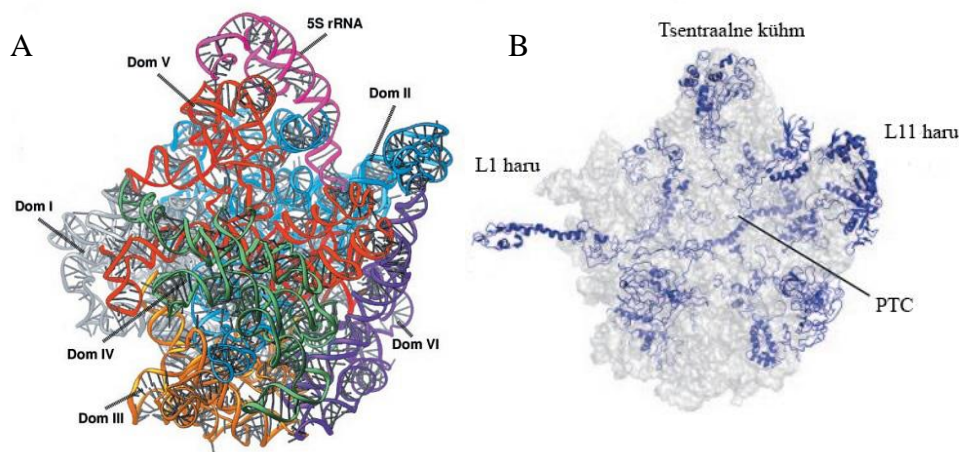 A
5S rRNA
Dom V
Dom II
Dom I
Dom IV
Dom VI
Dom III
B
Tsentraalne kühm
L11 haru
L1 haru
PTC